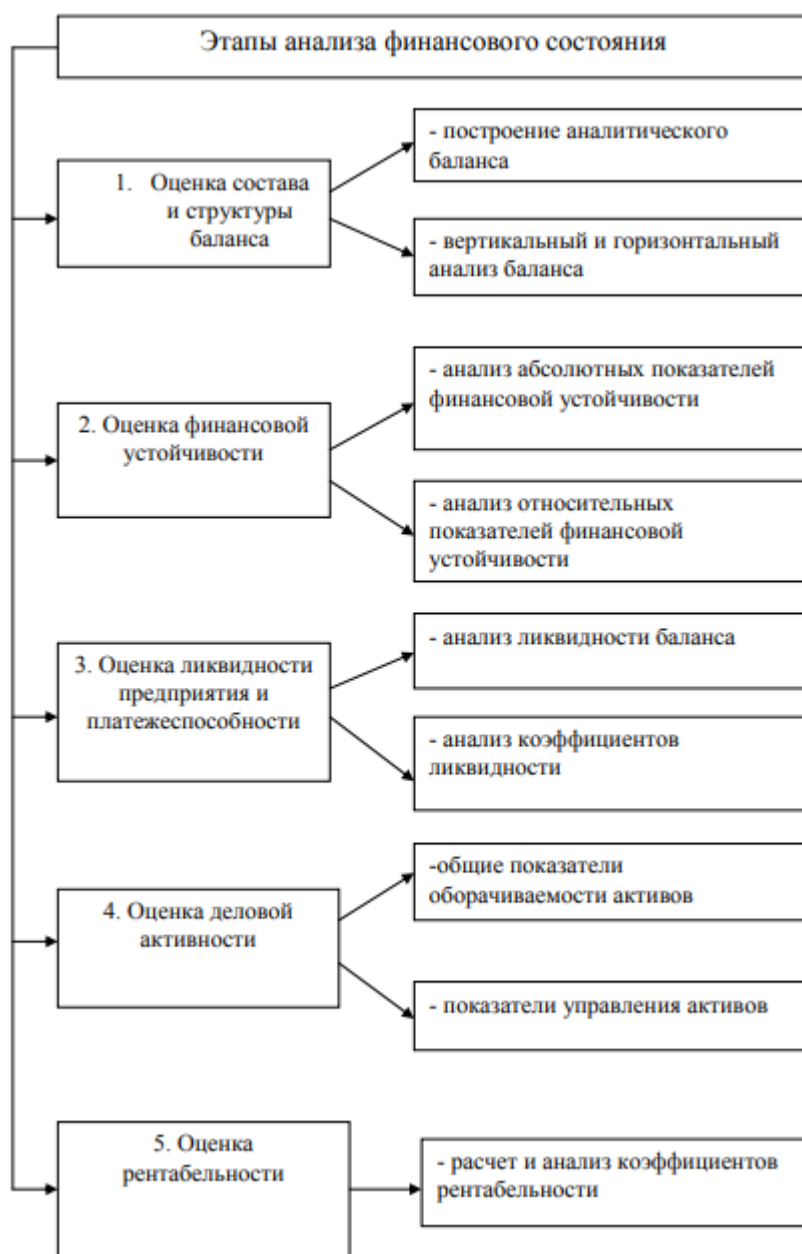 Этапы анализа финансового состояния
1. Оценка состава
и структуры
баланса
- построение аналитического
баланса
- вертикальный и горизонтальный
анализ баланса
2. Оценка финансовой
устойчивости
- анализ абсолютных показателей
финансовой устойчивости
- анализ относительных
показателей финансовой
устойчивости
3. Оценка ликвидности
предприятия и
платежеспособности
- анализ ликвидности баланса
- анализ коэффициентов
ликвидности
4. Оценка деловой
активности
-общие показатели
оборачиваемости активов
- показатели управления активов
5. Оценка
рентабельности
- расчет и анализ коэффициентов
рентабельности